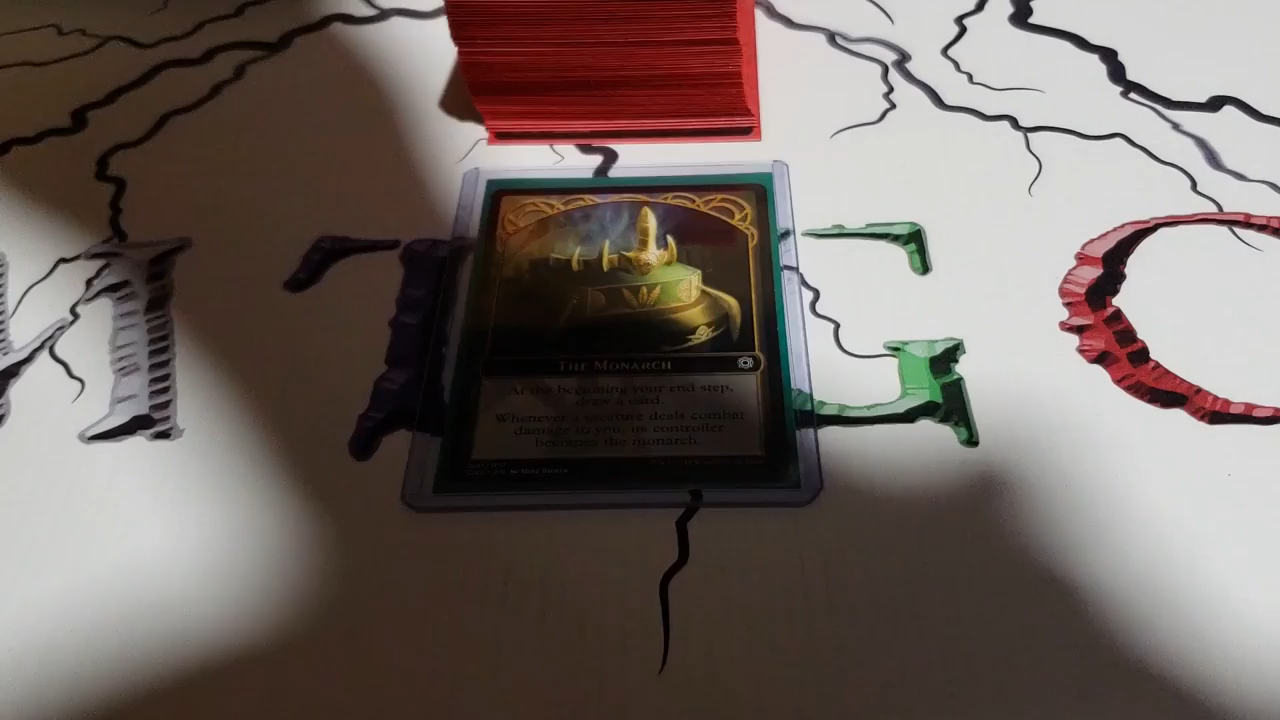 M T G C
THE MONARCH
At the beginning your end step,
draw a card.
Whenever a creature deals combat
damage to you, its controller
becomes the monarch.